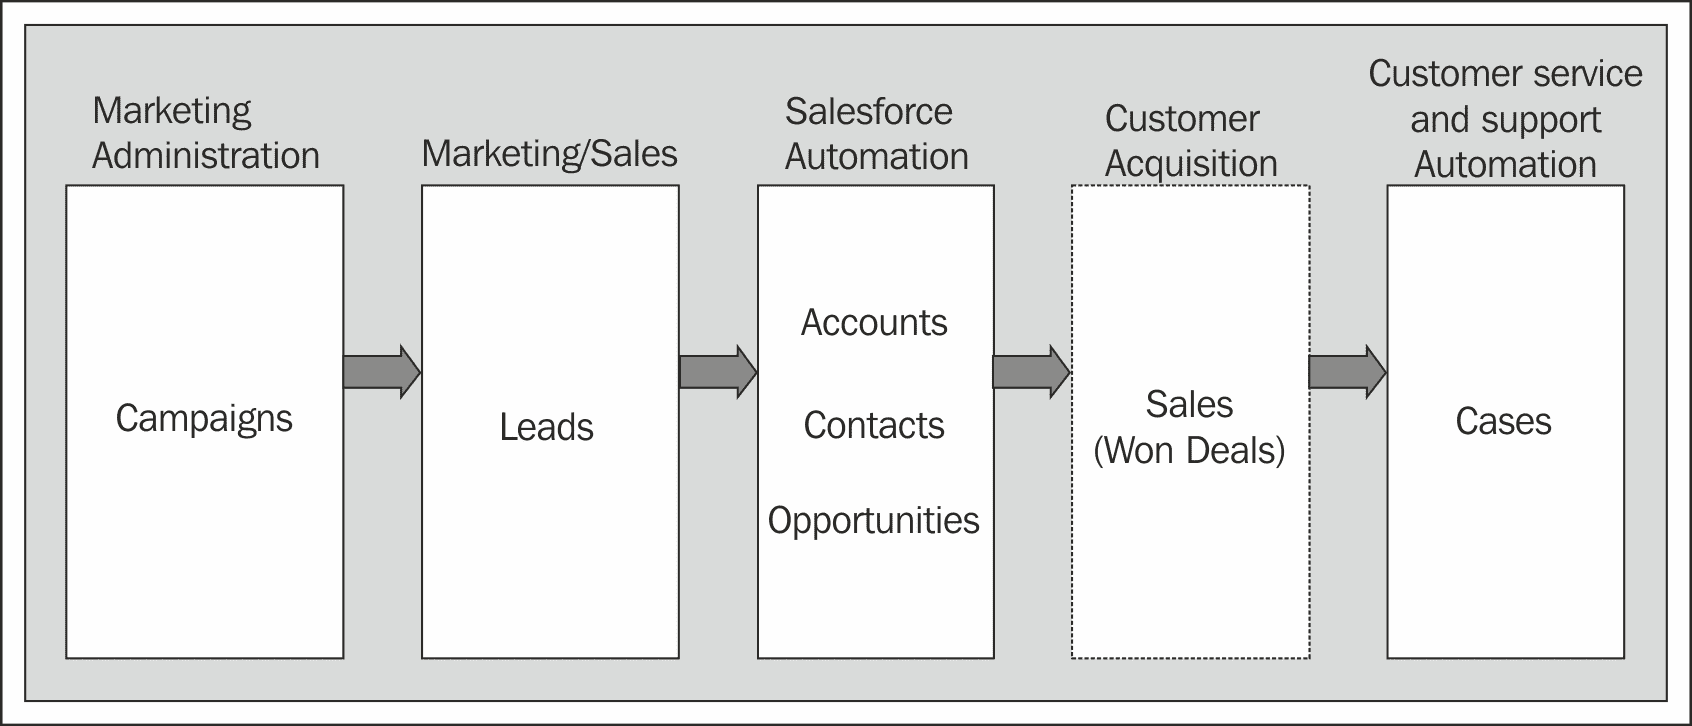 Marketing
Administration
Campaigns
Marketing/Sales
Leads
Salesforce
Automation
Accounts
Contacts
Opportunities
Customer
Acquisition
Sales
(Won Deals)
Customer service
and support
Automation
Cases